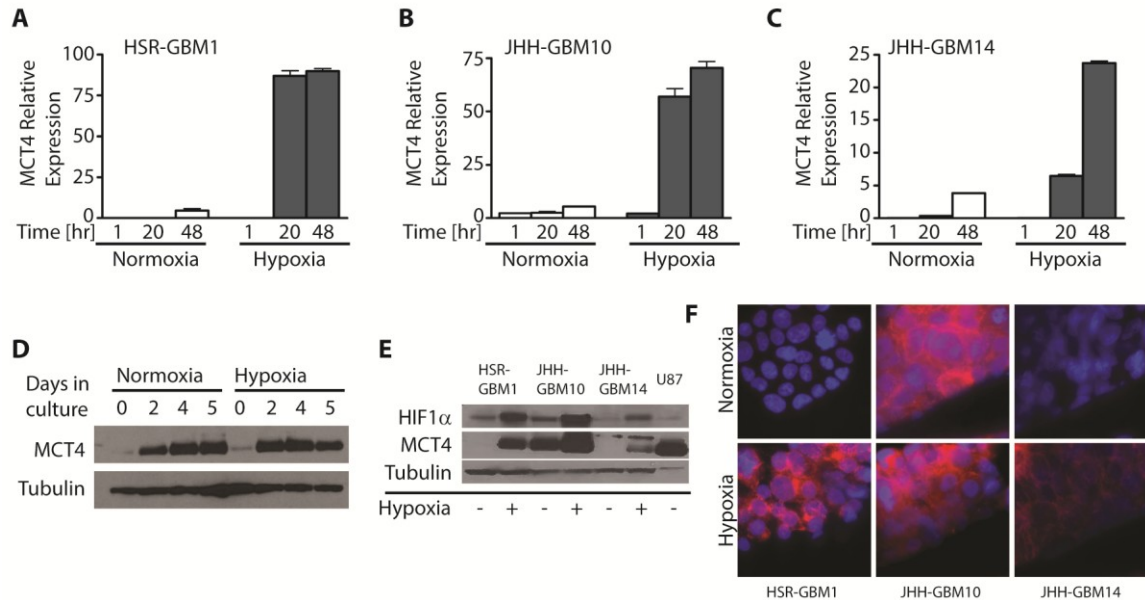 A
HSR-GBM1
MCT4 Relative
Expression
100
75
50
25
0
Time [hr] 1 20 48 1 20 48
Normoxia Hypoxia
B
JHH-GBM10
MCT4 Relative
Expression
75
50
25
0
Time [hr] 1 20 48 1 20 48
Normoxia Hypoxia
C
JHH-GBM14
MCT4 Relative
Expression
25
20
15
10
5
0
Time [hr] 1 20 48 1 20 48
Normoxia Hypoxia
D
Normoxia Hypoxia
Days in
culture 0 2 4 5 0 2 4 5
MCT4
Tubulin
E
HSR-
GBM1
JHH-
GBM10
JHH-
GBM14
U87
HIF1α
MCT4
Tubulin
Hypoxia - + - + - + -
F
Normoxia
Hypoxia
HSR-GBM1 JHH-GBM10 JHH-GBM14